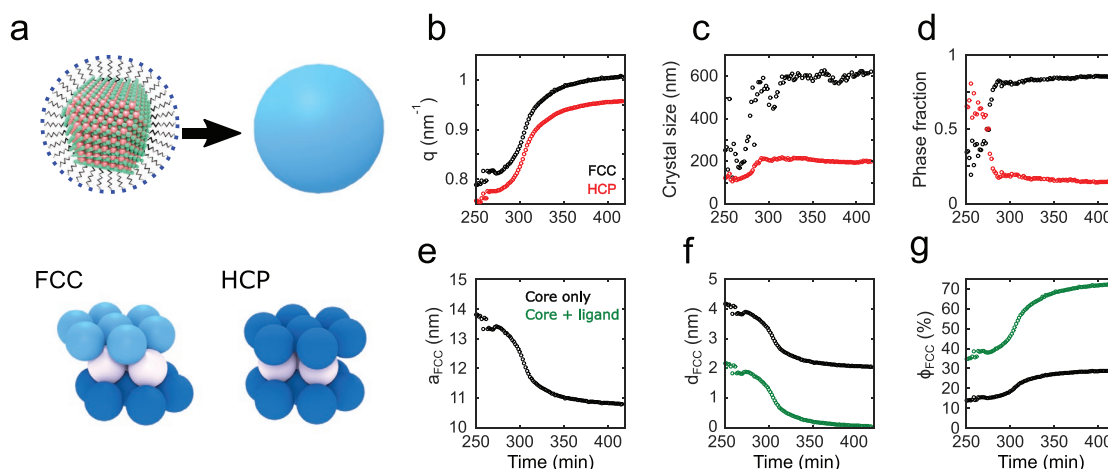 a
FCC
HCP
b
q (nm⁻¹)
1
0.9
0.8
250 300 350 400
FCC
HCP
c
Crystal size (nm)
600
400
200
0
250 300 350 400
d
Phase fraction
1
0.5
0
250 300 350 400
e
a_FCC (nm)
15
14
13
12
11
10
250 300 350 400
Time (min)
Core only
Core + ligand
f
d_FCC (nm)
5
4
3
2
1
0
250 300 350 400
Time (min)
g
ϕ_FCC (%)
70
60
50
40
30
20
10
0
250 300 350 400
Time (min)